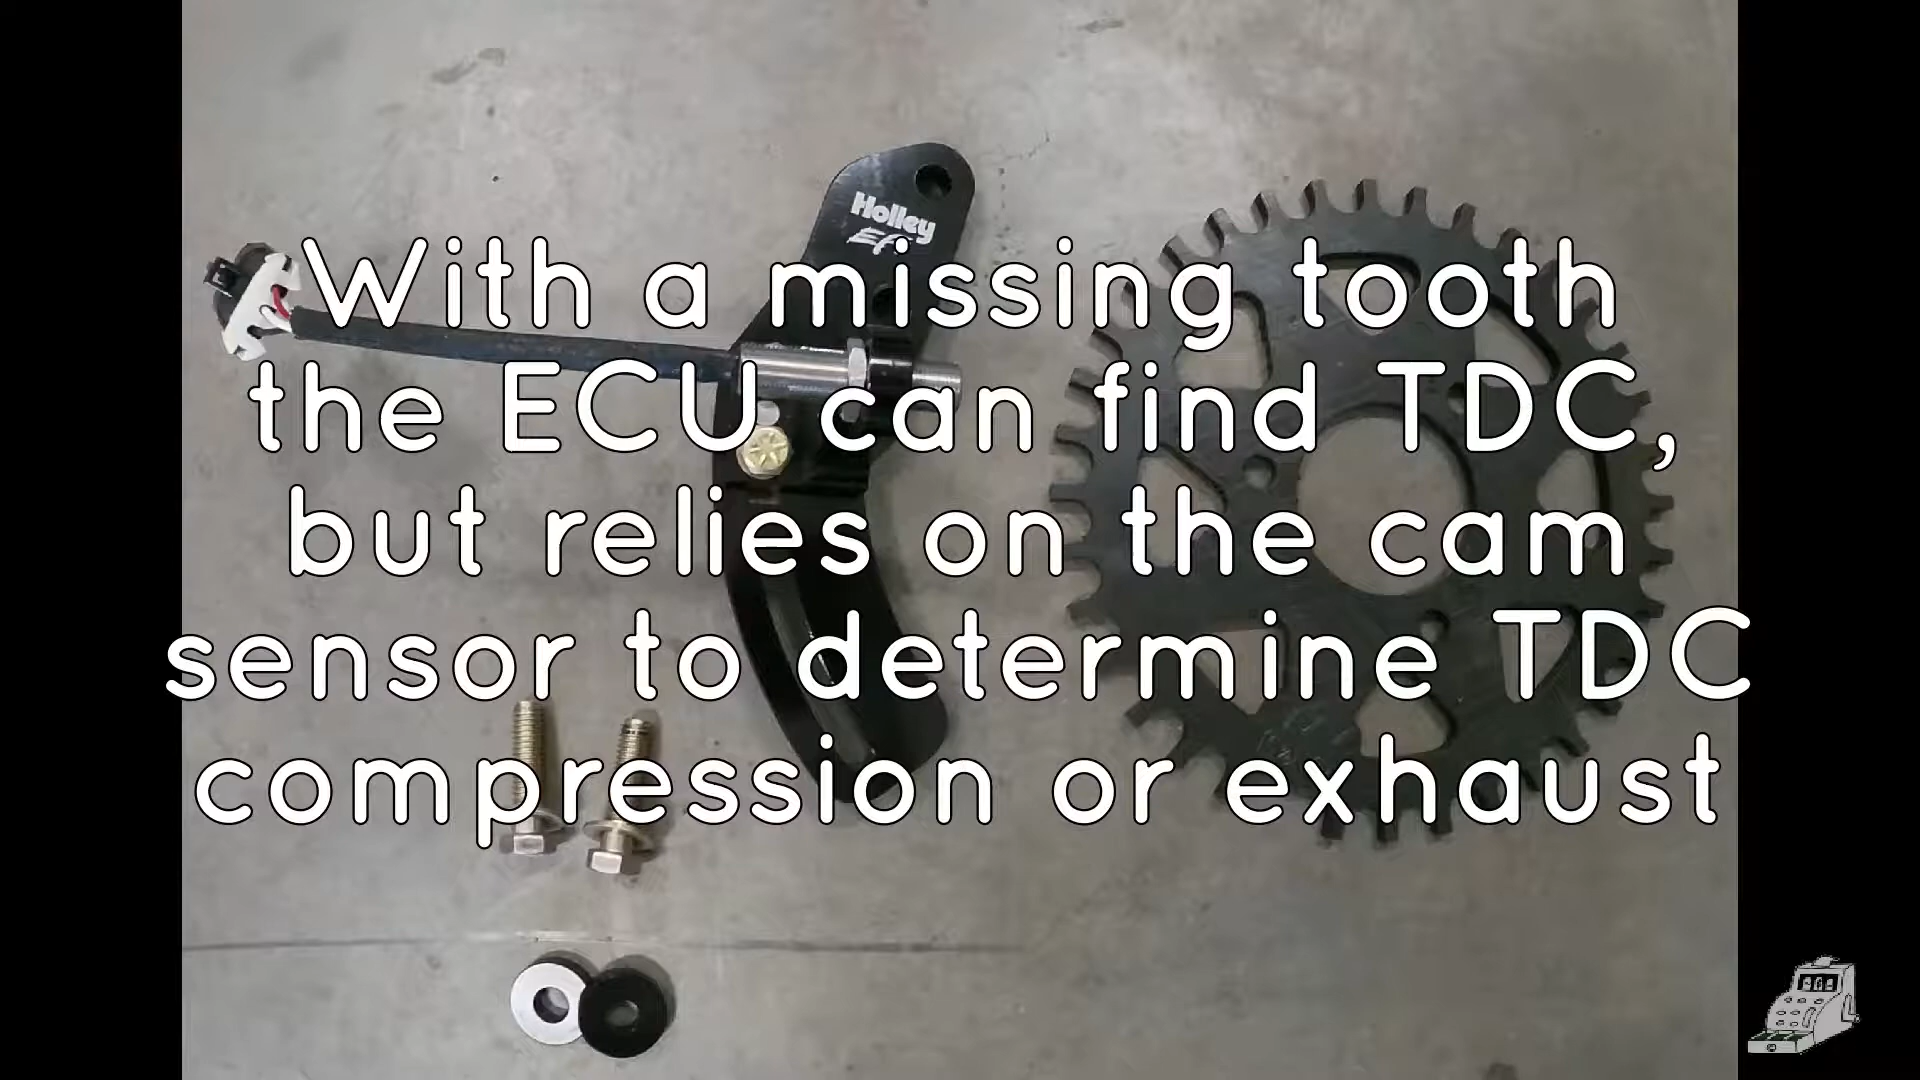 Holley
EFi
With a missing tooth
the ECU can find TDC,
but relies on the cam
sensor to determine TDC
compression or exhaust